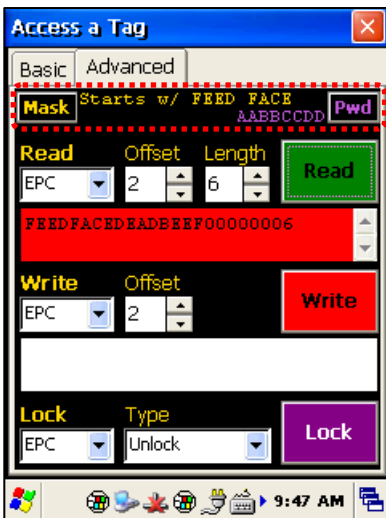 Access a Tag
Basic Advanced
Mask Starts w/ FEED FACE
AABBCCDD Pwd
Read Offset Length
EPC 2 6 Read
FEEDFACEDEADBEEF00000006
Write Offset
EPC 2 Write
Lock Type
EPC Unlock Lock
9:47 AM